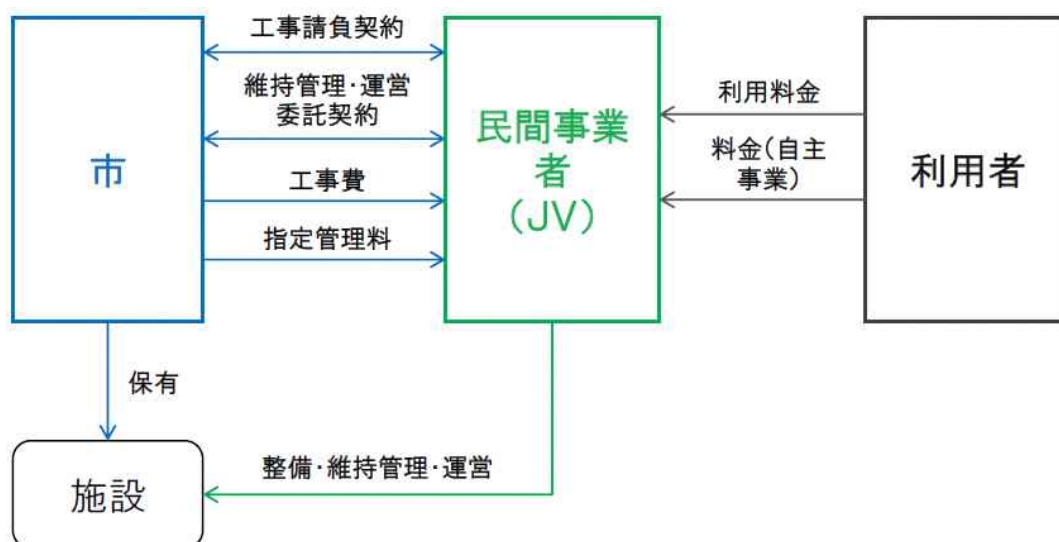 工事請負契約
維持管理・運営
委託契約
市
工事費
指定管理料
民間事業
者
（JV）
利用料金
料金（自主
事業）
利用者
保有
施設
整備・維持管理・運営